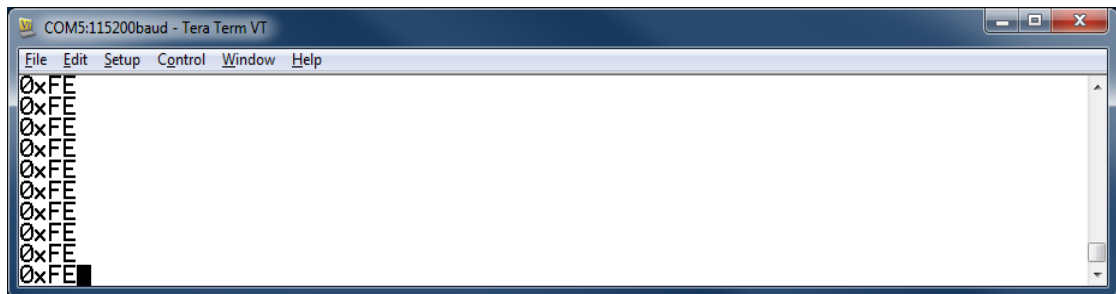 COM5:115200baud - Tera Term VT
File Edit Setup Control Window Help
0xFE
0xFE
0xFE
0xFE
0xFE
0xFE
0xFE
0xFE
0xFE
0xFE